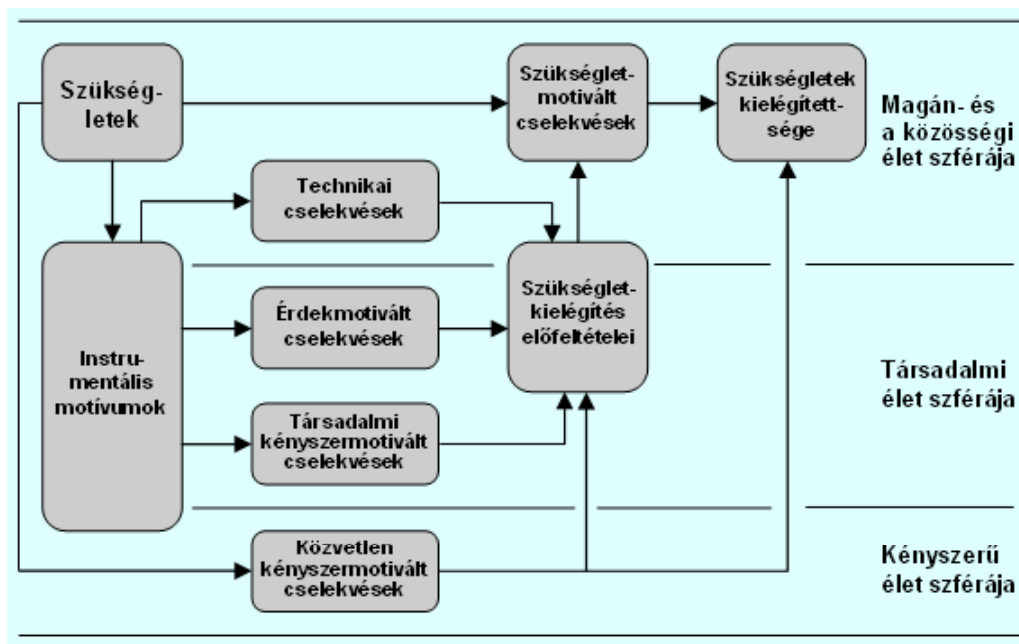 Szükség-
letek
Szükséglet-
motivált
cselekvések
Szükségletek
kielégített-
sége
Magán- és
a közösségi
élet szférája
Technikai
cselekvések
Instru-
mentális
motívumok
Érdekmotivált
cselekvések
Szükséglet-
kielégítés
előfeltételei
Társadalmi
kényszermotivált
cselekvések
Társadalmi
élet szférája
Közvetlen
kényszermotivált
cselekvések
Kényszerű
élet szférája